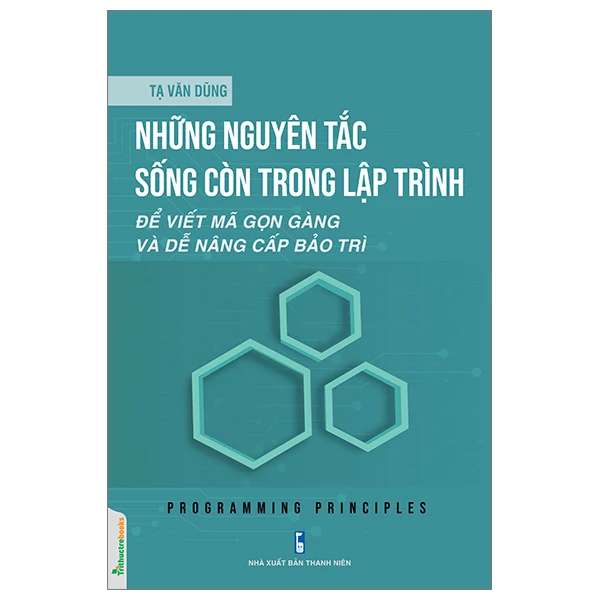 TẠ VĂN DŨNG
NHỮNG NGUYÊN TẮC
SỐNG CÒN TRONG LẬP TRÌNH
ĐỂ VIẾT MÃ GỌN GÀNG
VÀ DỄ NÂNG CẤP BẢO TRÌ
PROGRAMMING PRINCIPLES
Trithuctrebooks
NHÀ XUẤT BẢN THANH NIÊN